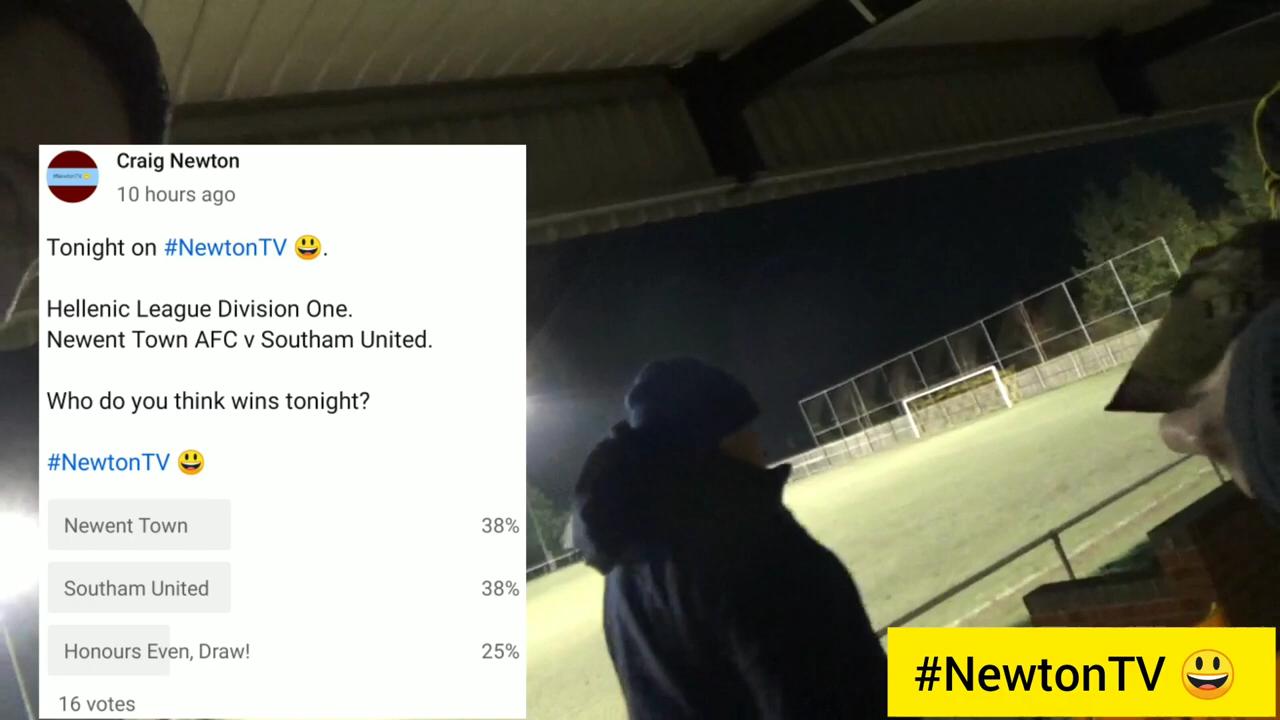 Craig Newton
10 hours ago
Tonight on #NewtonTV 😃.
Hellenic League Division One.
Newent Town AFC v Southam United.
Who do you think wins tonight?
#NewtonTV 😃
Newent Town 38%
Southam United 38%
Honours Even, Draw! 25%
16 votes
#NewtonTV 😃